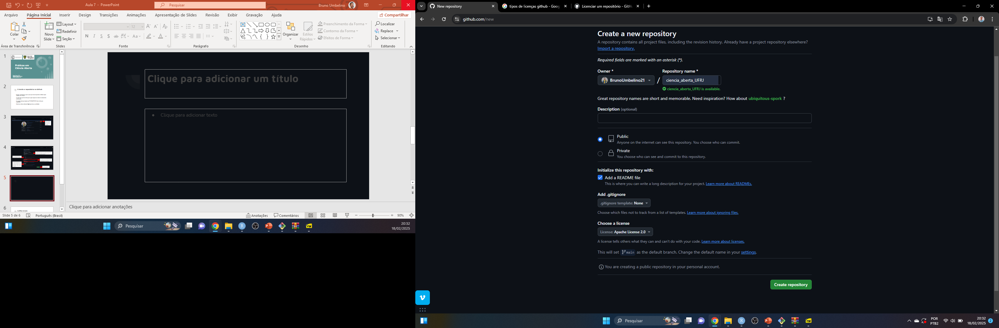 Aula 7 - PowerPoint
Pesquisar
Bruno Umbelino
Arquivo
Página Inicial
Inserir
Design
Transições
Animações
Apresentação de Slides
Revisão
Exibir
Gravação
Ajuda
Compartilhar
Colar
Novo
Slide
Layout
Redefinir
Seção
12
Organizar
Estilos
Rápidos
Preenchimento da Forma
Contorno da Forma
Efeitos de Forma
Localizar
Replace
Selecionar
Área de Transferência
Slides
Fonte
Parágrafo
Desenho
Editando
1
Práticas em
Ciência Aberta
2
Criando o repositório no Github
3
4
5
6
Coffee break
Clique para adicionar um título
Clique para adicionar texto
Clique para adicionar anotações
Slide 5 de 6
Português (Brasil)
Anotações
Comentários
90%
Pesquisar
20:32
18/02/2025
New repository
tipos de licenças github - Goog
Licenciar um repositório - GitH
github.com/new
Create a new repository
A repository contains all project files, including the revision history. Already have a project repository elsewhere?
Import a repository.
Required fields are marked with an asterisk (*).
Owner *
Repository name *
BrunoUmbelino21
/
ciencia_aberta_UFRJ
ciencia_aberta_UFRJ is available.
Great repository names are short and memorable. Need inspiration? How about ubiquitous-spork ?
Description (optional)
Public
Anyone on the internet can see this repository. You choose who can commit.
Private
You choose who can see and commit to this repository.
Initialize this repository with:
Add a README file
This is where you can write a long description for your project. Learn more about READMEs.
Add .gitignore
.gitignore template: None
Choose which files not to track from a list of templates. Learn more about ignoring files.
Choose a license
License: Apache License 2.0
A license tells others what they can and can't do with your code. Learn more about licenses.
This will set main as the default branch. Change the default name in your settings.
You are creating a public repository in your personal account.
Create repository
Pesquisar
POR
PTB2
20:32
18/02/2025
2